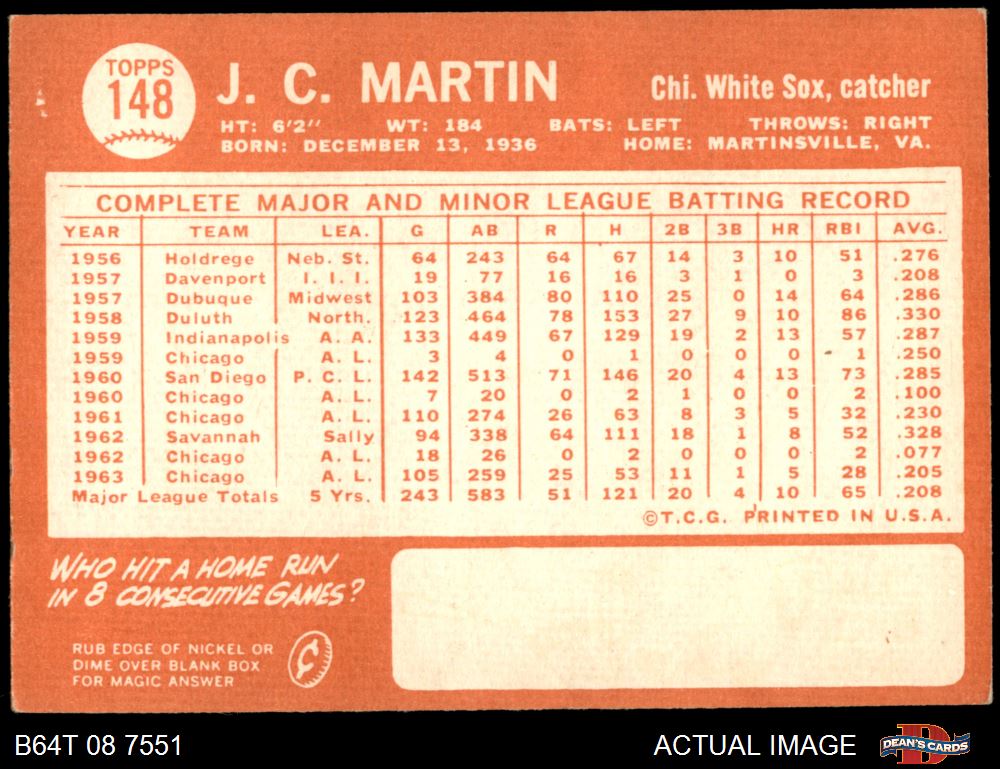 TOPPS
148
J. C. MARTIN
Chi. White Sox, catcher
HT: 6'2" WT: 184 BATS: LEFT THROWS: RIGHT
BORN: DECEMBER 13, 1936 HOME: MARTINSVILLE, VA.
COMPLETE MAJOR AND MINOR LEAGUE BATTING RECORD
YEAR TEAM LEA. G AB R H 2B 3B HR RBI AVG.
1956 Holdrege Neb. St. 64 243 64 67 14 3 10 51 .276
1957 Davenport I. I. I. 19 77 16 16 3 1 0 3 .208
1957 Dubuque Midwest 103 384 80 110 25 0 14 64 .286
1958 Duluth North. 123 464 78 153 27 9 10 86 .330
1959 Indianapolis A. A. 133 449 67 129 19 2 13 57 .287
1959 Chicago A. L. 3 4 0 1 0 0 0 1 .250
1960 San Diego P. C. L. 142 513 71 146 20 4 13 73 .285
1960 Chicago A. L. 7 20 0 2 1 0 0 2 .100
1961 Chicago A. L. 110 274 26 63 8 3 5 32 .230
1962 Savannah Sally 94 338 64 111 18 1 8 52 .328
1962 Chicago A. L. 18 26 0 2 0 0 0 2 .077
1963 Chicago A. L. 105 259 25 53 11 1 5 28 .205
Major League Totals 5 Yrs. 243 583 51 121 20 4 10 65 .208
©T.C.G. PRINTED IN U.S.A.
WHO HIT A HOME RUN
IN 8 CONSECUTIVE GAMES?
RUB EDGE OF NICKEL OR
DIME OVER BLANK BOX
FOR MAGIC ANSWER
¢
B64T 08 7551
ACTUAL IMAGE
DEAN'S CARDS